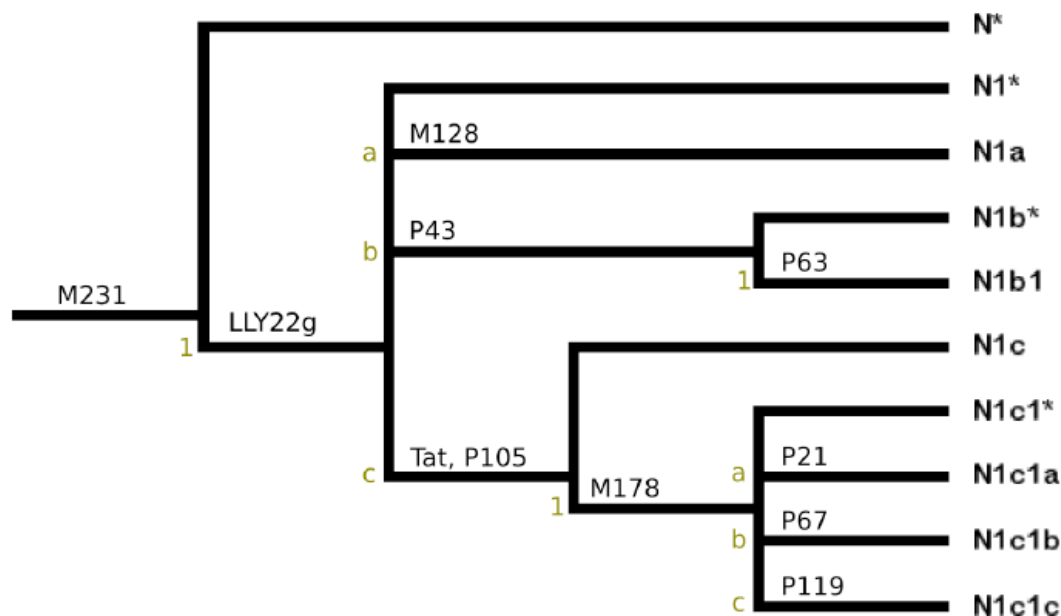 N*
N1*
M128
a
N1a
N1b*
P43
b
P63
1
N1b1
M231
LLY22g
1
N1c
N1c1*
Tat, P105
c
P21
a
N1c1a
M178
1
P67
b
N1c1b
P119
c
N1c1c